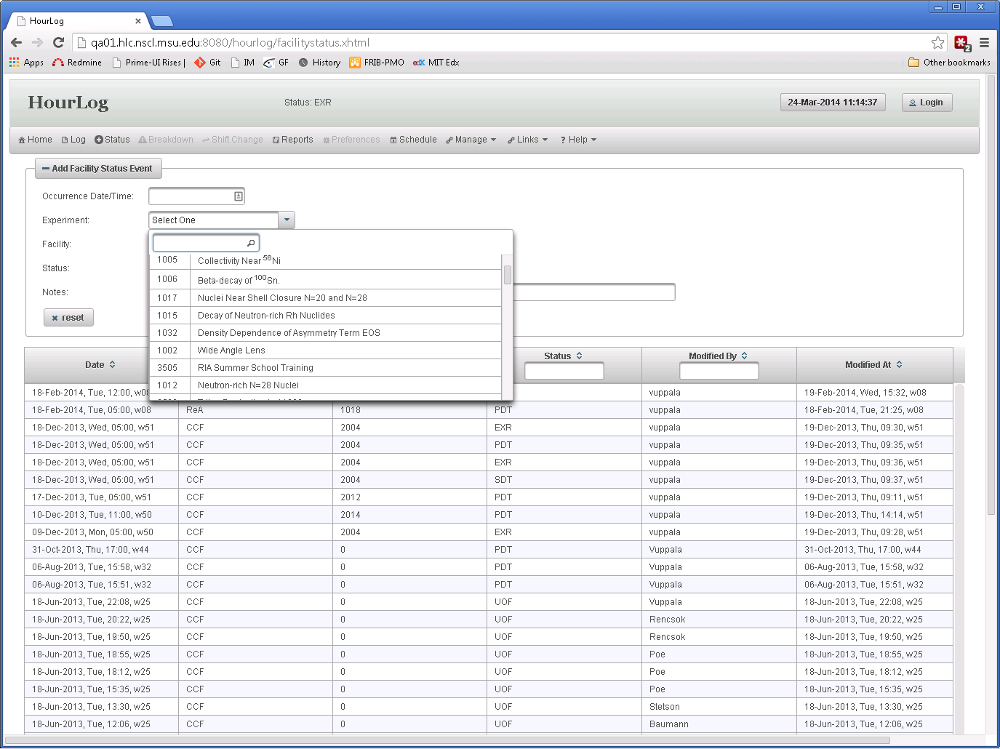 HourLog
qa01.hlc.nscl.msu.edu:8080/hourlog/facilitystatus.xhtml
2
Apps Redmine Prime-UI Rises | Git IM GF History FRIB-PMO edX MIT Edx Other bookmarks
HourLog Status: EXR 24-Mar-2014 11:14:37 Login
Home Log Status Breakdown Shift Change Reports Preferences Schedule Manage Links ? Help
Add Facility Status Event
Occurrence Date/Time:
Experiment: Select One
Facility:
1005 Collectivity Near 56Ni
Status:
1006 Beta-decay of 100Sn.
Notes:
1017 Nuclei Near Shell Closure N=20 and N=28
reset
1015 Decay of Neutron-rich Rh Nuclides
1032 Density Dependence of Asymmetry Term EOS
1002 Wide Angle Lens
3505 RIA Summer School Training
1012 Neutron-rich N=28 Nuclei
Date Status Modified By Modified At
18-Feb-2014, Tue, 12:00, w08 vuppala 19-Feb-2014, Wed, 15:32, w08
18-Feb-2014, Tue, 05:00, w08 ReA 1018 PDT vuppala 18-Feb-2014, Tue, 21:25, w08
18-Dec-2013, Wed, 05:00, w51 CCF 2004 EXR vuppala 19-Dec-2013, Thu, 09:30, w51
18-Dec-2013, Wed, 05:00, w51 CCF 2004 PDT vuppala 19-Dec-2013, Thu, 09:35, w51
18-Dec-2013, Wed, 05:00, w51 CCF 2004 EXR vuppala 19-Dec-2013, Thu, 09:36, w51
18-Dec-2013, Wed, 05:00, w51 CCF 2004 SDT vuppala 19-Dec-2013, Thu, 09:37, w51
17-Dec-2013, Tue, 05:00, w51 CCF 2012 PDT vuppala 19-Dec-2013, Thu, 09:11, w51
10-Dec-2013, Tue, 11:00, w50 CCF 2014 PDT vuppala 19-Dec-2013, Thu, 14:14, w51
09-Dec-2013, Mon, 05:00, w50 CCF 2004 EXR vuppala 19-Dec-2013, Thu, 09:28, w51
31-Oct-2013, Thu, 17:00, w44 CCF 0 PDT Vuppala 31-Oct-2013, Thu, 17:00, w44
06-Aug-2013, Tue, 15:58, w32 CCF 0 PDT Vuppala 06-Aug-2013, Tue, 15:58, w32
06-Aug-2013, Tue, 15:51, w32 CCF 0 PDT Vuppala 06-Aug-2013, Tue, 15:51, w32
18-Jun-2013, Tue, 22:08, w25 CCF 0 UOF Vuppala 18-Jun-2013, Tue, 22:08, w25
18-Jun-2013, Tue, 20:22, w25 CCF 0 UOF Rencsok 18-Jun-2013, Tue, 20:22, w25
18-Jun-2013, Tue, 19:50, w25 CCF 0 UOF Rencsok 18-Jun-2013, Tue, 19:50, w25
18-Jun-2013, Tue, 18:55, w25 CCF 0 UOF Poe 18-Jun-2013, Tue, 18:55, w25
18-Jun-2013, Tue, 18:12, w25 CCF 0 UOF Poe 18-Jun-2013, Tue, 18:12, w25
18-Jun-2013, Tue, 15:35, w25 CCF 0 UOF Poe 18-Jun-2013, Tue, 15:35, w25
18-Jun-2013, Tue, 13:30, w25 CCF 0 UOF Stetson 18-Jun-2013, Tue, 13:30, w25
18-Jun-2013, Tue, 12:06, w25 CCF 0 UOF Baumann 18-Jun-2013, Tue, 12:06, w25